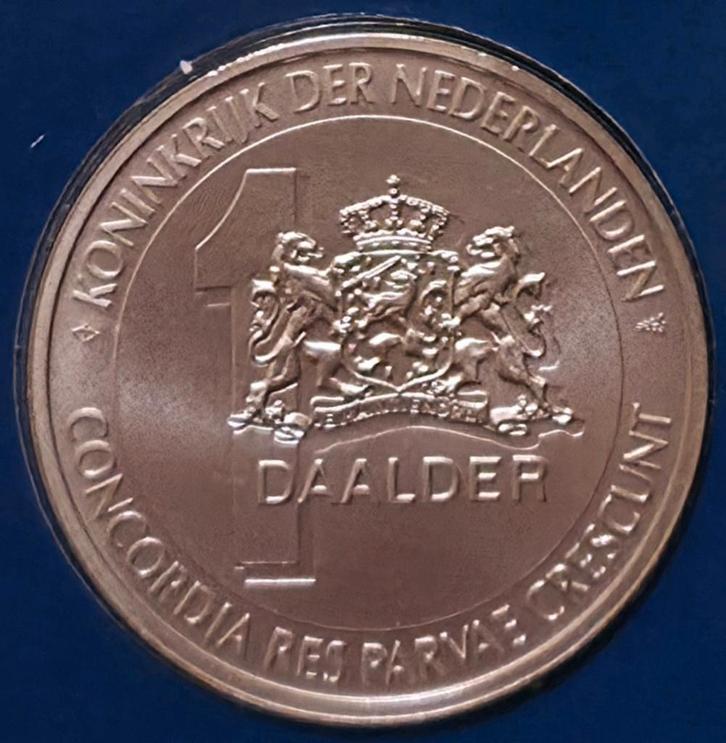 KONINKRIJK DER NEDERLANDEN
1
DAALDER
CONCORDIA RES PARVAE CRESCUNT